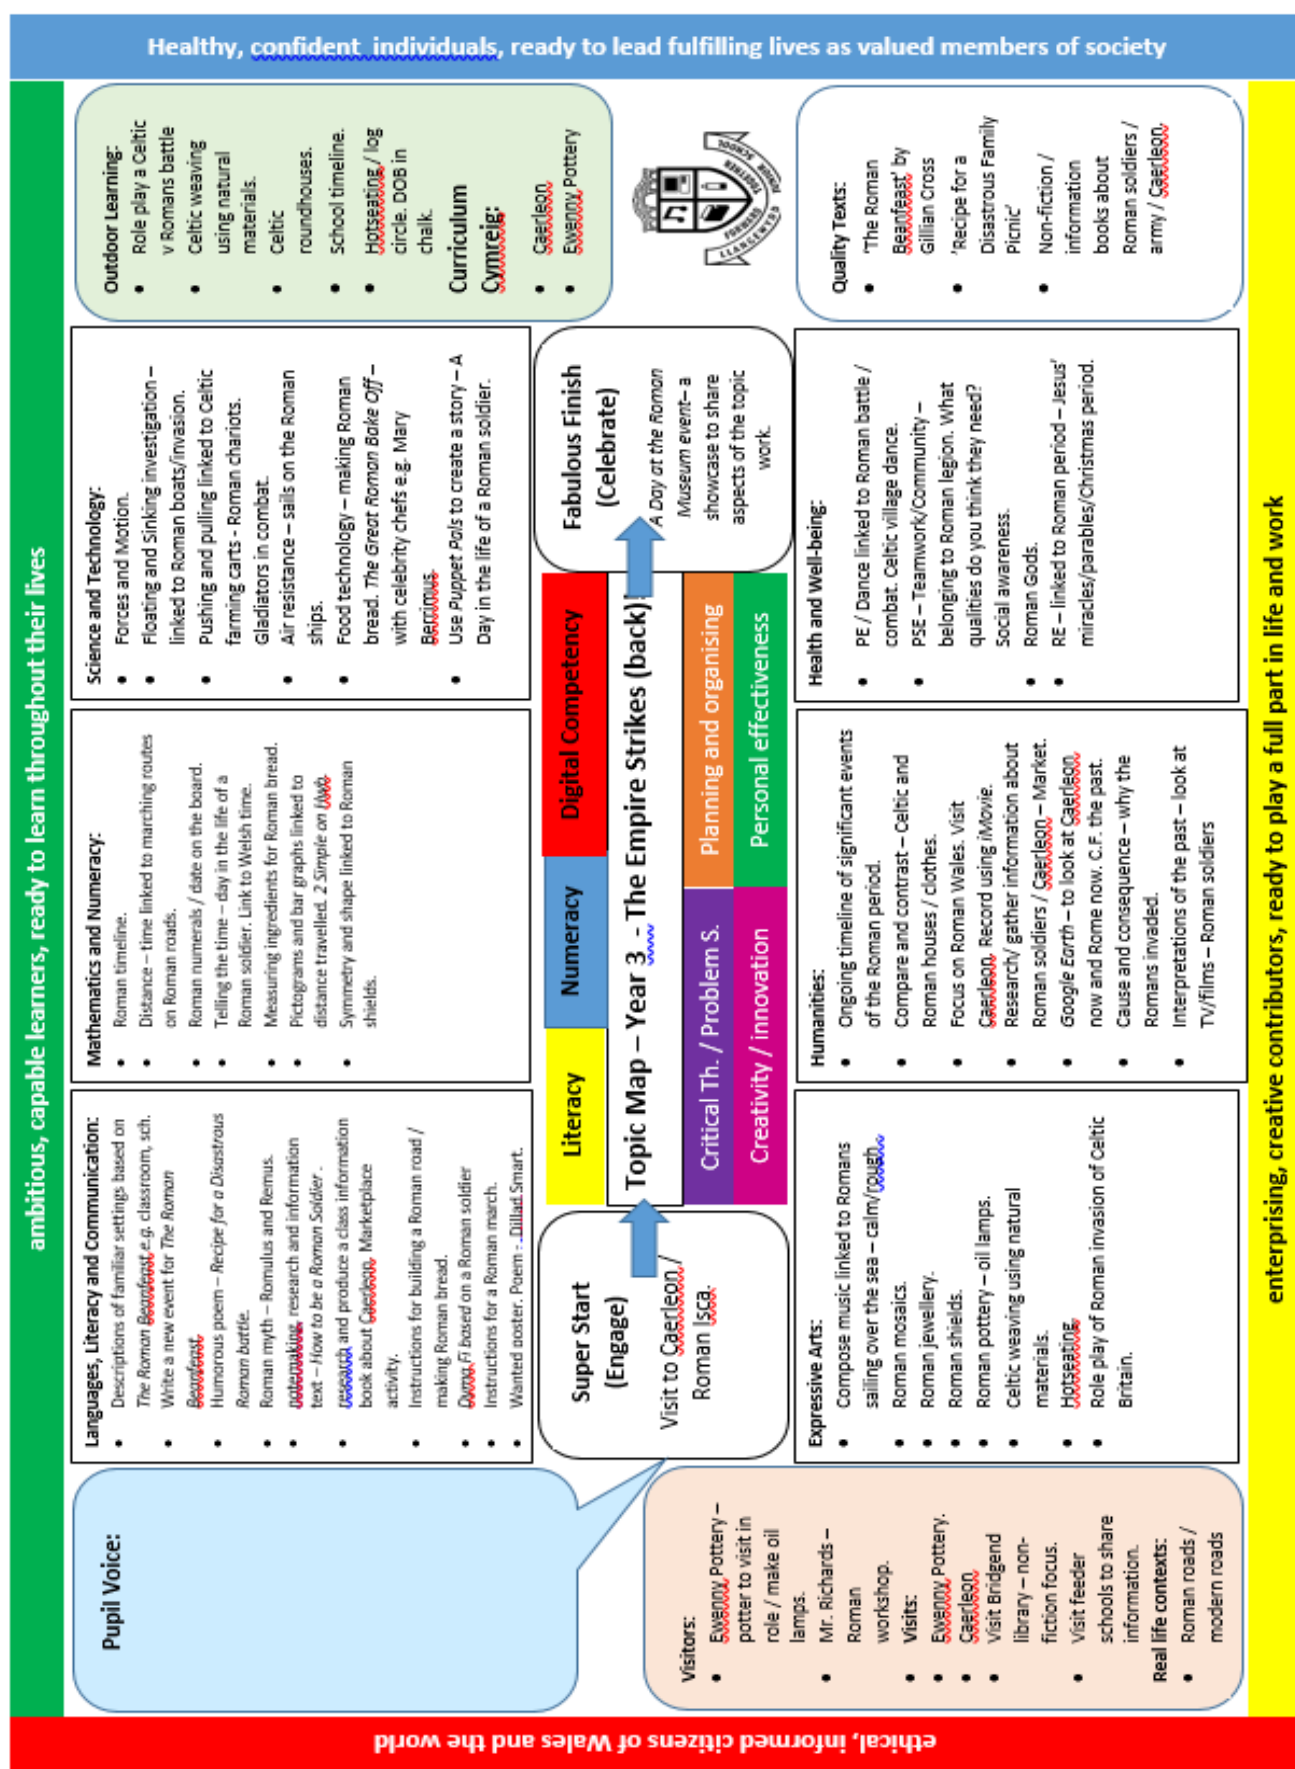 Healthy, confident individuals, ready to lead fulfilling lives as valued members of society
ambitious, capable learners, ready to learn throughout their lives
Pupil Voice:
Languages, Literacy and Communication:
• Descriptions of familiar settings based on
The Roman Beanfeast e.g. classroom, sch.
• Write a new event for The Roman
Beanfeast.
• Humorous poem – Recipe for a Disastrous
Roman battle.
• Roman myth – Romulus and Remus.
• notemaking, research and information
text – How to be a Roman Soldier .
• research and produce a class information
book about Caerleon. Marketplace
activity.
• Instructions for building a Roman road /
making Roman bread.
• Dyma Fi based on a Roman soldier
• Instructions for a Roman march.
• Wanted poster. Poem - Dillad Smart.
Mathematics and Numeracy:
• Roman timeline.
• Distance – time linked to marching routes
on Roman roads.
• Roman numerals / date on the board.
• Telling the time – day in the life of a
Roman soldier. Link to Welsh time.
• Measuring ingredients for Roman bread.
• Pictograms and bar graphs linked to
distance travelled. 2 Simple on Hwb.
• Symmetry and shape linked to Roman
shields.
Science and Technology:
• Forces and Motion.
• Floating and Sinking investigation –
linked to Roman boats/invasion.
• Pushing and pulling linked to Celtic
farming carts - Roman chariots.
Gladiators in combat.
• Air resistance – sails on the Roman
ships.
• Food technology – making Roman
bread. The Great Roman Bake Off –
with celebrity chefs e.g. Mary
Berrimus.
• Use Puppet Pals to create a story – A
Day in the life of a Roman soldier.
Outdoor Learning:
• Role play a Celtic
v Romans battle
• Celtic weaving
using natural
materials.
• Celtic
roundhouses.
• School timeline.
• Hotseating / log
circle. DOB in
chalk.
Curriculum
Cymreig:
• Caerleon.
• Ewenny Pottery
Super Start
(Engage)
Visit to Caerleon /
Roman Isca.
Literacy
Numeracy
Digital Competency
Topic Map – Year 3 - The Empire Strikes (back)!
Critical Th. / Problem S.
Planning and organising
Creativity / innovation
Personal effectiveness
Fabulous Finish
(Celebrate)
A Day at the Roman
Museum event– a
showcase to share
aspects of the topic
work.
LLANGEWYDD
JUNIOR SCHOOL
FORWARD
TOGETHER
Visitors:
• Ewenny Pottery –
potter to visit in
role / make oil
lamps.
• Mr. Richards –
Roman
workshop.
• Visits:
• Ewenny Pottery.
• Caerleon
• Visit Bridgend
library – non-
fiction focus.
• Visit feeder
schools to share
information.
Real life contexts:
• Roman roads /
modern roads
Expressive Arts:
• Compose music linked to Romans
sailing over the sea – calm/rough.
• Roman mosaics.
• Roman jewellery.
• Roman shields.
• Roman pottery – oil lamps.
• Celtic weaving using natural
materials.
• Hotseating.
• Role play of Roman invasion of Celtic
Britain.
Humanities:
• Ongoing timeline of significant events
of the Roman period.
• Compare and contrast – Celtic and
Roman houses / clothes.
• Focus on Roman Wales. Visit
Caerleon. Record using iMovie.
• Research/ gather information about
Roman soldiers / Caerleon – Market.
• Google Earth – to look at Caerleon
now and Rome now. C.F. the past.
• Cause and consequence – why the
Romans invaded.
• Interpretations of the past – look at
TV/films – Roman soldiers
Health and Well-being:
• PE / Dance linked to Roman battle /
combat. Celtic village dance.
• PSE – Teamwork/Community –
belonging to Roman legion. What
qualities do you think they need?
Social awareness.
• Roman Gods.
• RE – linked to Roman period – Jesus'
miracles/parables/Christmas period.
Quality Texts:
• 'The Roman
Beanfeast' by
Gillian Cross
• 'Recipe for a
Disastrous Family
Picnic'
• Non-fiction /
information
books about
Roman soldiers /
army / Caerleon.
enterprising, creative contributors, ready to play a full part in life and work
ethical, informed citizens of Wales and the world